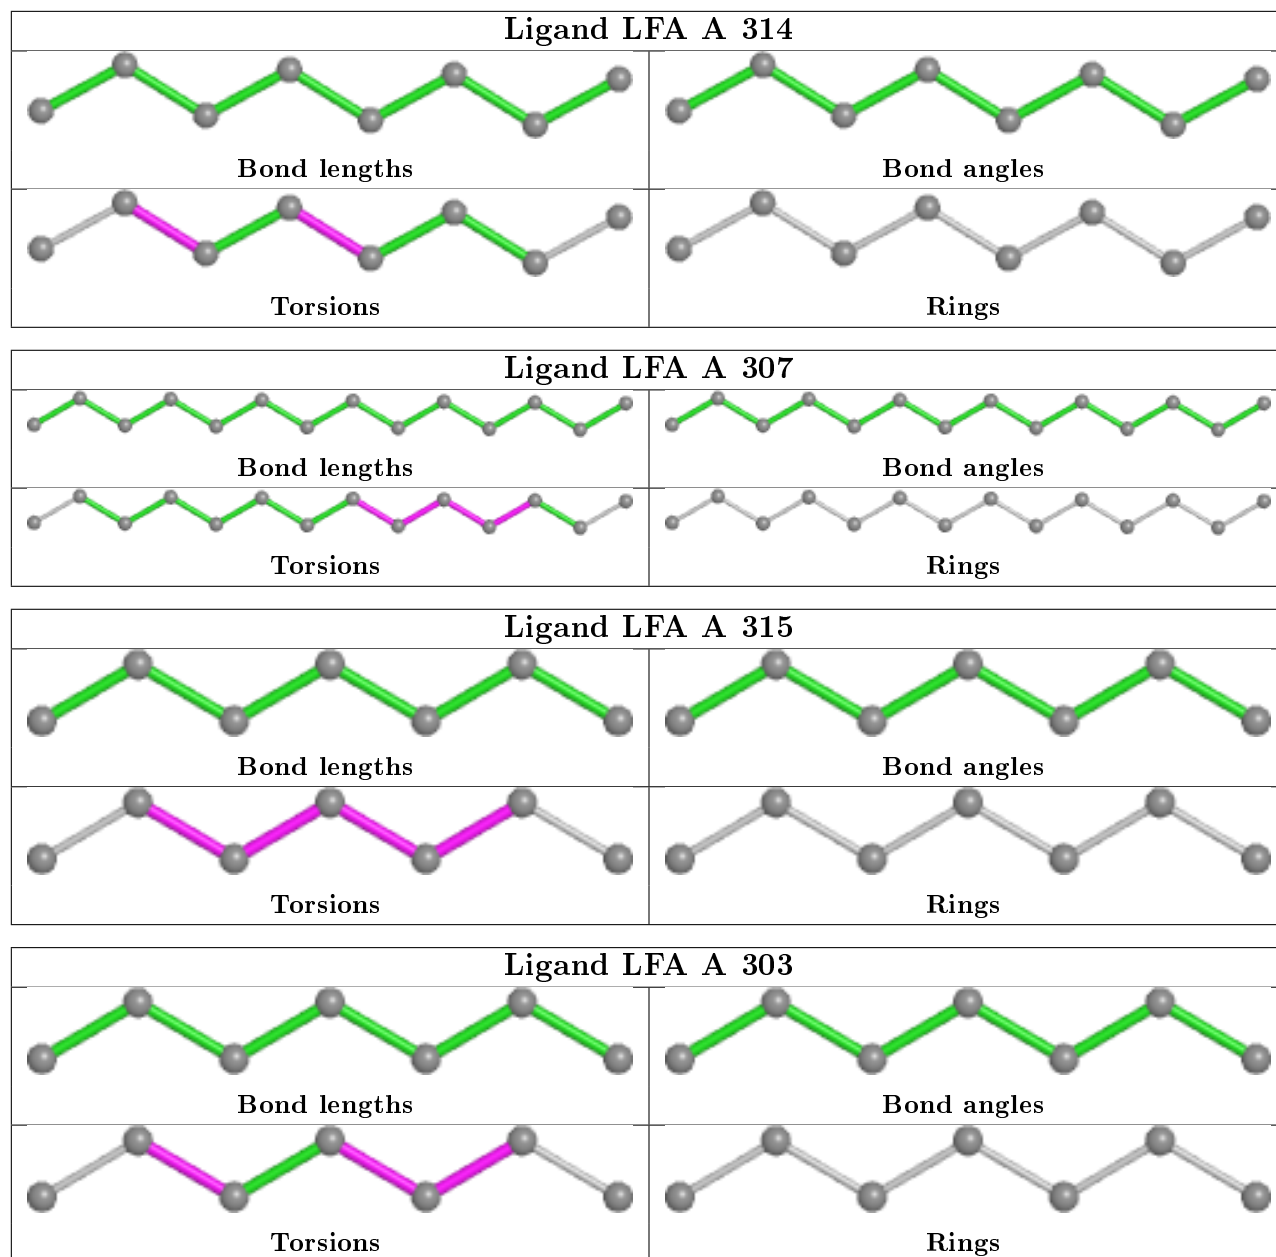 Ligand LFA A 314
Bond lengths
Bond angles
Torsions
Rings
Ligand LFA A 307
Bond lengths
Bond angles
Torsions
Rings
Ligand LFA A 315
Bond lengths
Bond angles
Torsions
Rings
Ligand LFA A 303
Bond lengths
Bond angles
Torsions
Rings